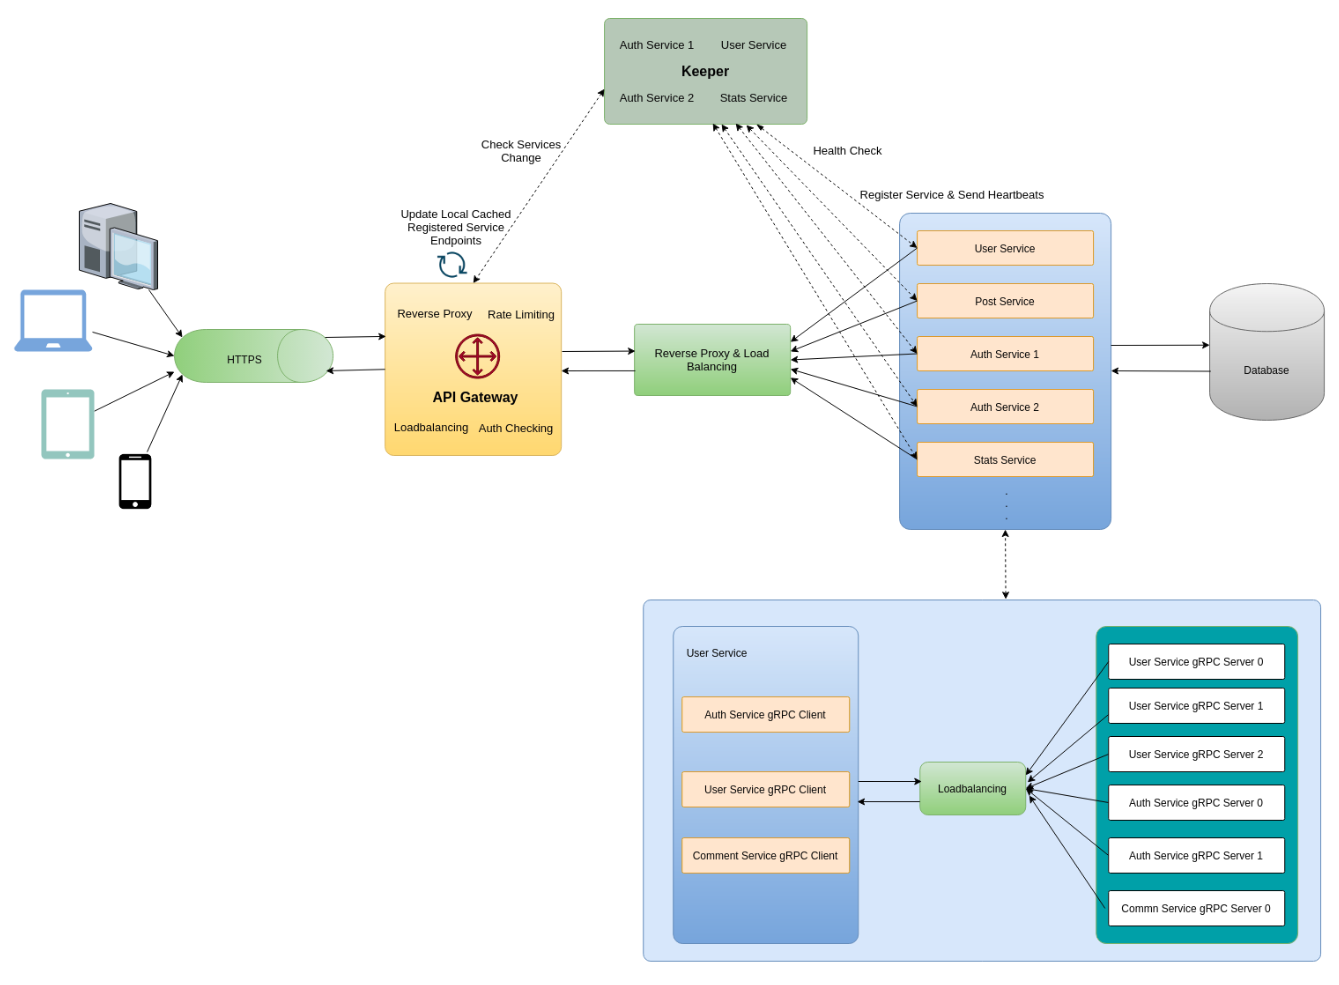 Auth Service 1
User Service
Keeper
Auth Service 2
Stats Service
Check Services
Change
Health Check
Register Service & Send Heartbeats
Update Local Cached
Registered Service
Endpoints
HTTPS
Reverse Proxy
Rate Limiting
API Gateway
Loadbalancing
Auth Checking
Reverse Proxy & Load
Balancing
User Service
Post Service
Auth Service 1
Auth Service 2
Stats Service
.
.
.
Database
User Service
Auth Service gRPC Client
User Service gRPC Client
Comment Service gRPC Client
Loadbalancing
User Service gRPC Server 0
User Service gRPC Server 1
User Service gRPC Server 2
Auth Service gRPC Server 0
Auth Service gRPC Server 1
Commn Service gRPC Server 0